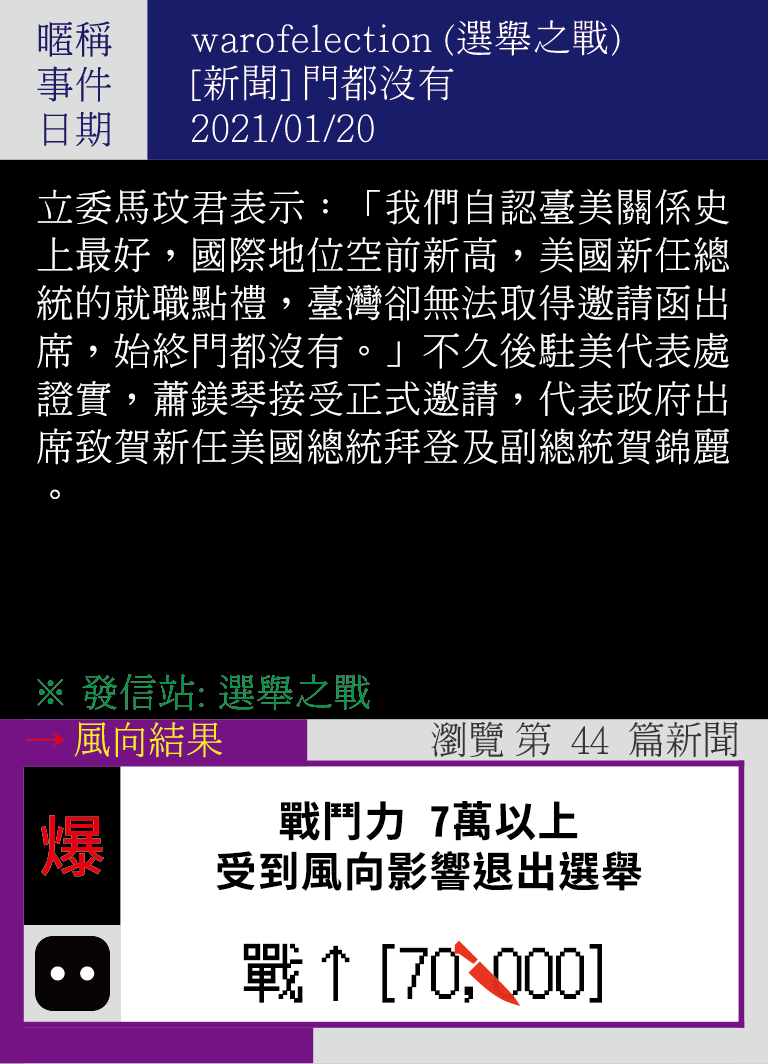 暱稱 warofelection (選舉之戰)
事件 [新聞] 門都沒有
日期 2021/01/20
立委馬玟君表示：「我們自認臺美關係史
上最好，國際地位空前新高，美國新任總
統的就職點禮，臺灣卻無法取得邀請函出
席，始終門都沒有。」不久後駐美代表處
證實，蕭鎂琴接受正式邀請，代表政府出
席致賀新任美國總統拜登及副總統賀錦麗
。
※ 發信站: 選舉之戰
→ 風向結果 瀏覽 第 44 篇新聞
爆
戰鬥力 7萬以上
受到風向影響退出選舉
戰↑[70,000]